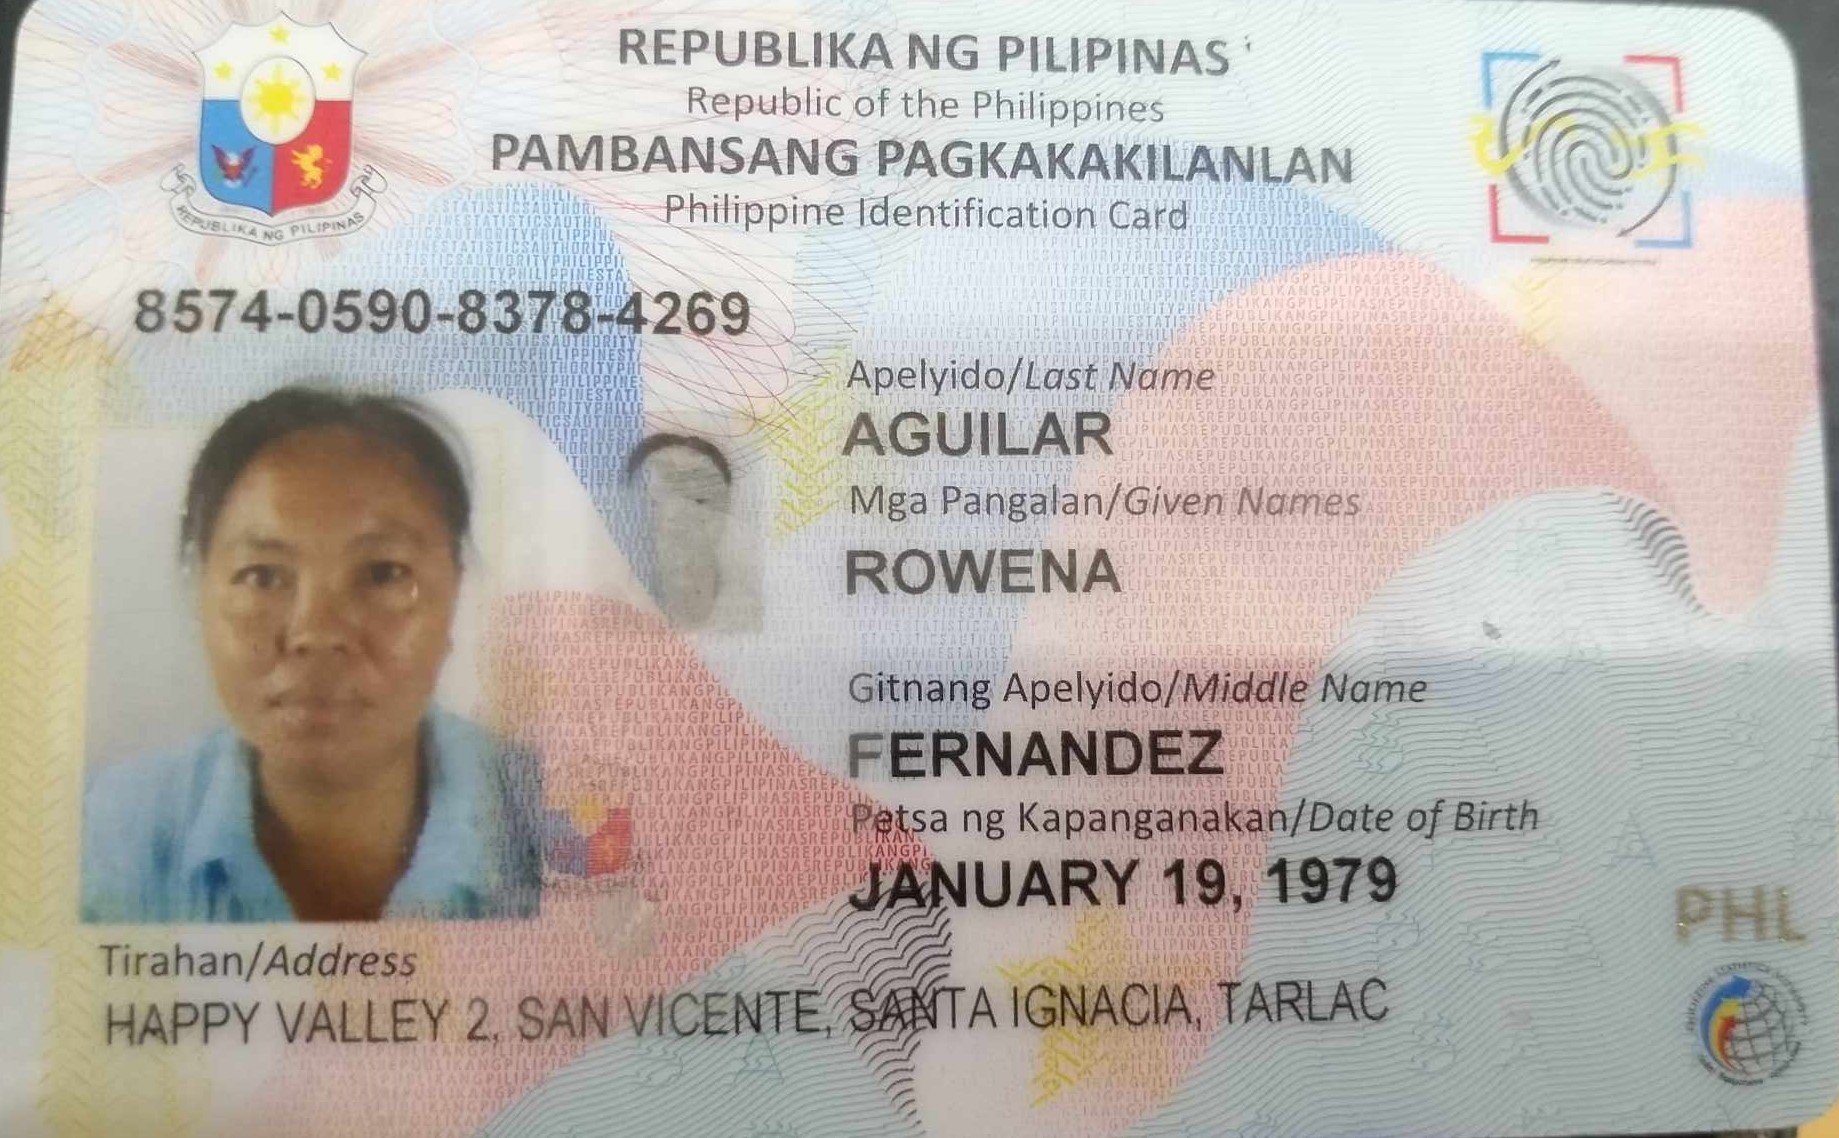 REPUBLIKA NG PILIPINAS
Republic of the Philippines
PAMBANSANG PAGKAKAKILANLAN
Philippine Identification Card
REPUBLIKA NG PILIPINAS
8574-0590-8378-4269
Apelyido/Last Name
AGUILAR
Mga Pangalan/Given Names
ROWENA
Gitnang Apelyido/Middle Name
FERNANDEZ
Petsa ng Kapanganakan/Date of Birth
JANUARY 19, 1979
PHL
Tirahan/Address
HAPPY VALLEY 2, SAN VICENTE, SANTA IGNACIA, TARLAC